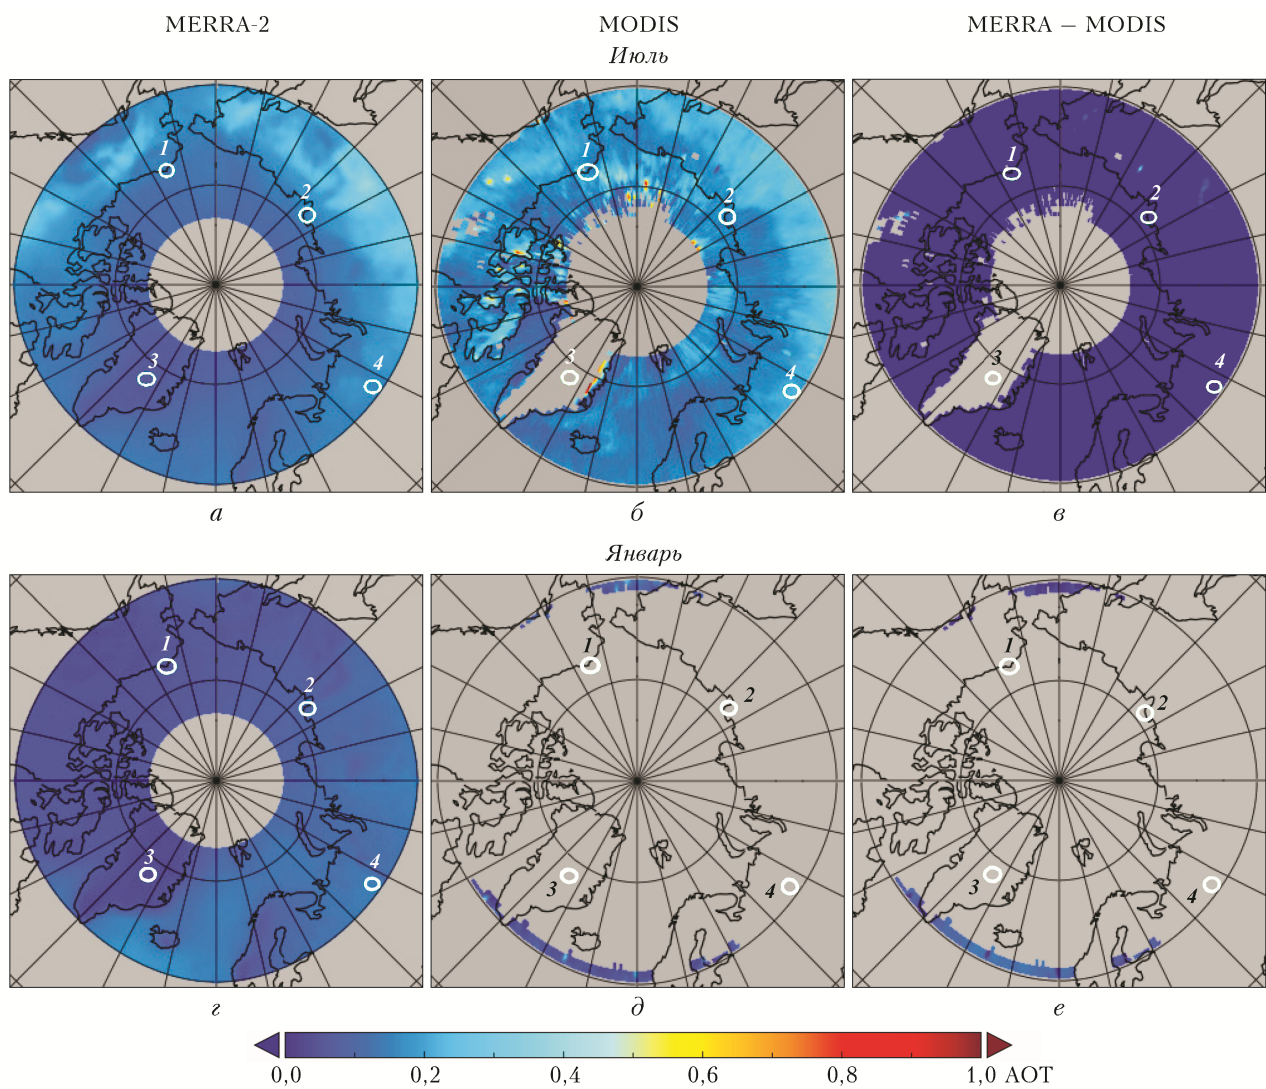 MERRA-2 MODIS MERRA – MODIS
Июль
1 2 3 4 1 2 3 4 1 2 3 4
а б в
Январь
1 2 3 4 1 2 3 4 1 22 3 4
г д е
0,0 0,2 0,4 0,6 0,8 1,0 АОТ